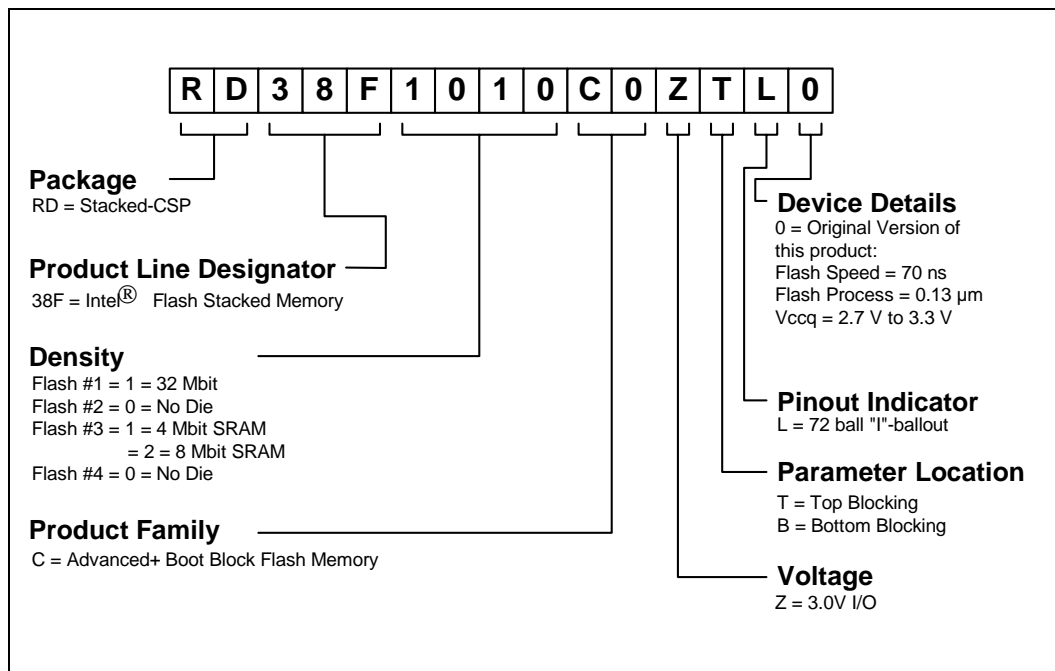 R D 3 8 F 1 0 1 0 C 0 Z T L 0
Package
RD = Stacked-CSP
Product Line Designator
38F = Intel® Flash Stacked Memory
Density
Flash #1 = 1 = 32 Mbit
Flash #2 = 0 = No Die
Flash #3 = 1 = 4 Mbit SRAM
= 2 = 8 Mbit SRAM
Flash #4 = 0 = No Die
Product Family
C = Advanced+ Boot Block Flash Memory
Device Details
0 = Original Version of
this product:
Flash Speed = 70 ns
Flash Process = 0.13 µm
Vccq = 2.7 V to 3.3 V
Pinout Indicator
L = 72 ball "I"-ballout
Parameter Location
T = Top Blocking
B = Bottom Blocking
Voltage
Z = 3.0V I/O